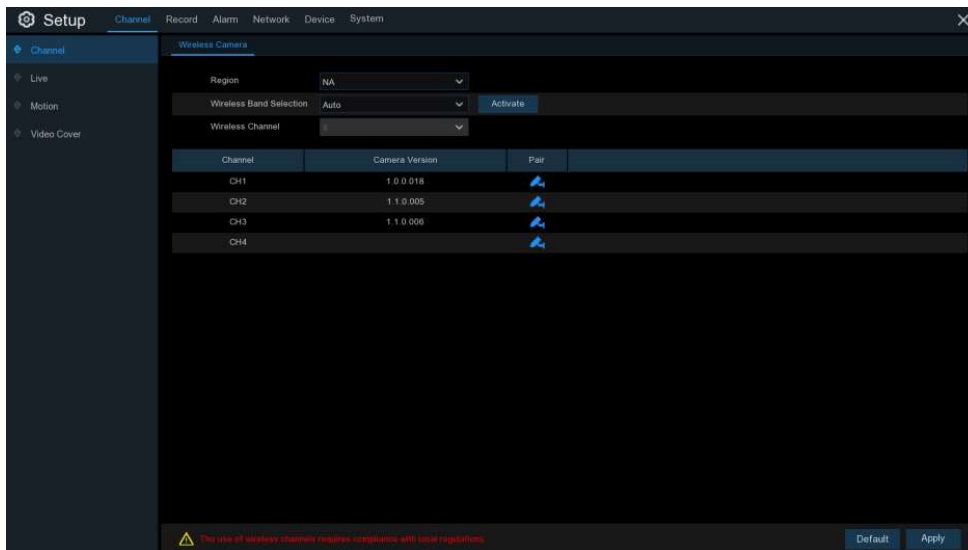 Setup Channel Record Alarm Network Device System
Channel
Live
Motion
Video Cover
Wireless Camera
Region NA
Wireless Band Selection Auto Activate
Wireless Channel
Channel Camera Version Pair
CH1 1.0.0.018
CH2 1.1.0.005
CH3 1.1.0.006
CH4
The use of wireless channels requires compliance with local regulations
Default Apply